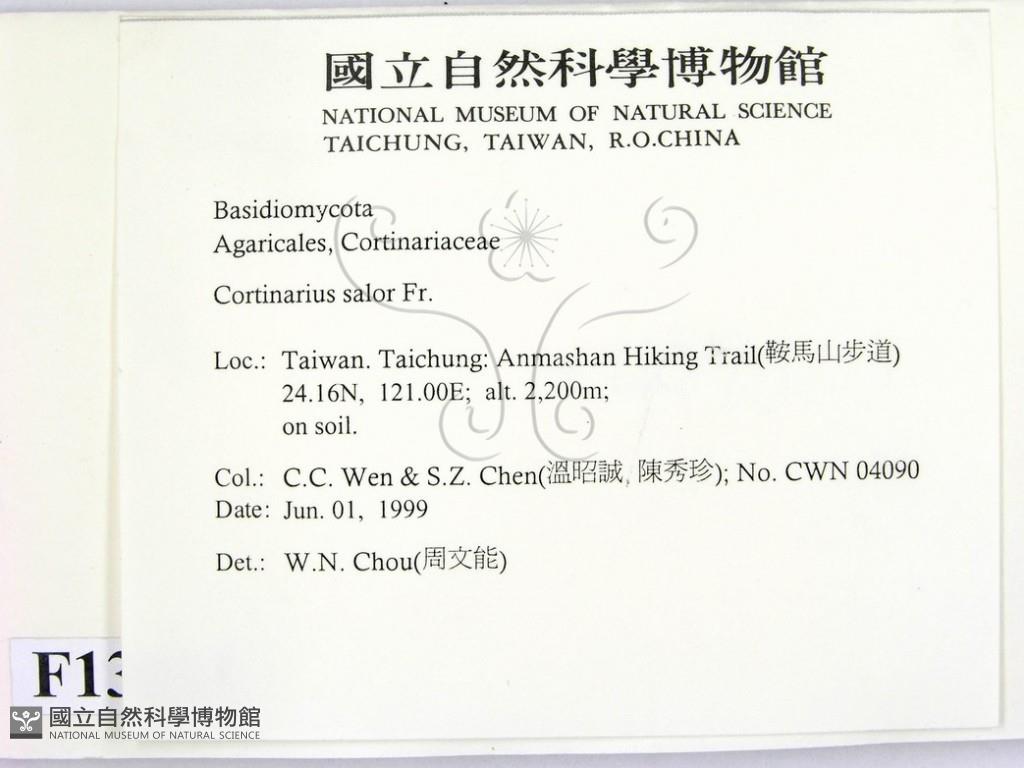 國立自然科學博物館
NATIONAL MUSEUM OF NATURAL SCIENCE
TAICHUNG, TAIWAN, R.O.CHINA
Basidiomycota
Agaricales, Cortinariaceae
Cortinarius salor Fr.
Loc.: Taiwan. Taichung: Anmashan Hiking Trail(鞍馬山步道)
24.16N, 121.00E; alt. 2,200m;
on soil.
Col.: C.C. Wen & S.Z. Chen(溫昭誠, 陳秀珍); No. CWN 04090
Date: Jun. 01, 1999
Det.: W.N. Chou(周文能)
F13
國立自然科學博物館
NATIONAL MUSEUM OF NATURAL SCIENCE